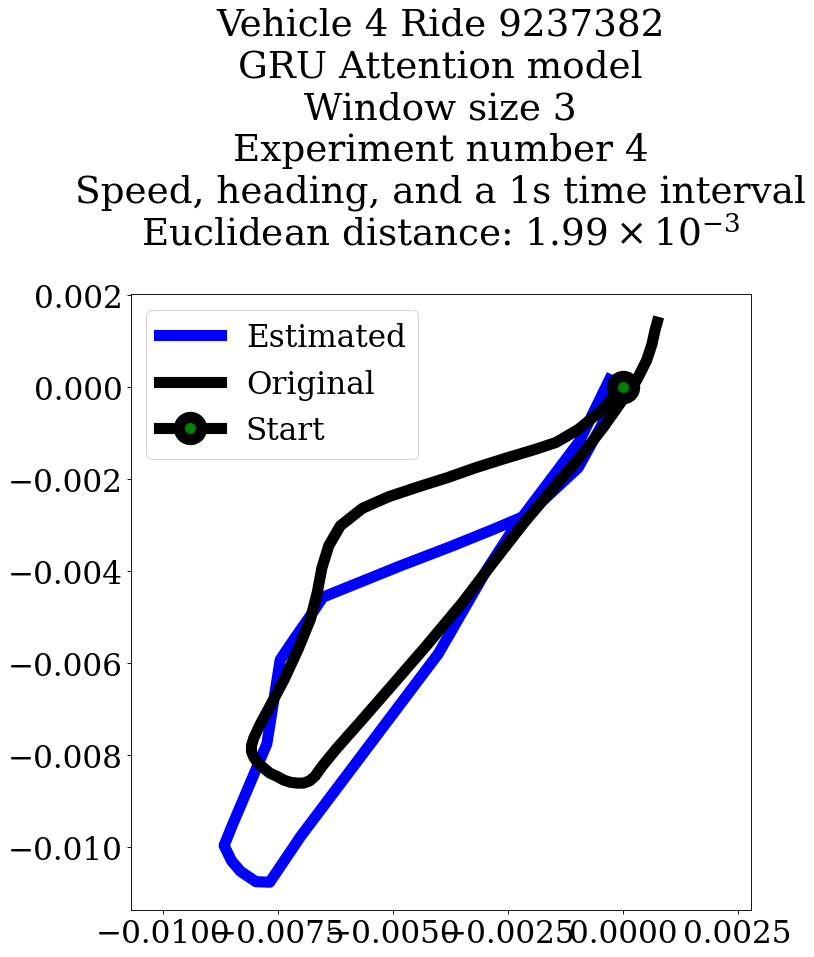 Vehicle 4 Ride 9237382
GRU Attention model
Window size 3
Experiment number 4
Speed, heading, and a 1s time interval
Euclidean distance: 1.99 × 10⁻³
0.002
Estimated
0.000
Original
Start
−0.002
−0.004
−0.006
−0.008
−0.010
−0.0100 −0.0075 −0.0050 −0.0025 0.0000 0.0025